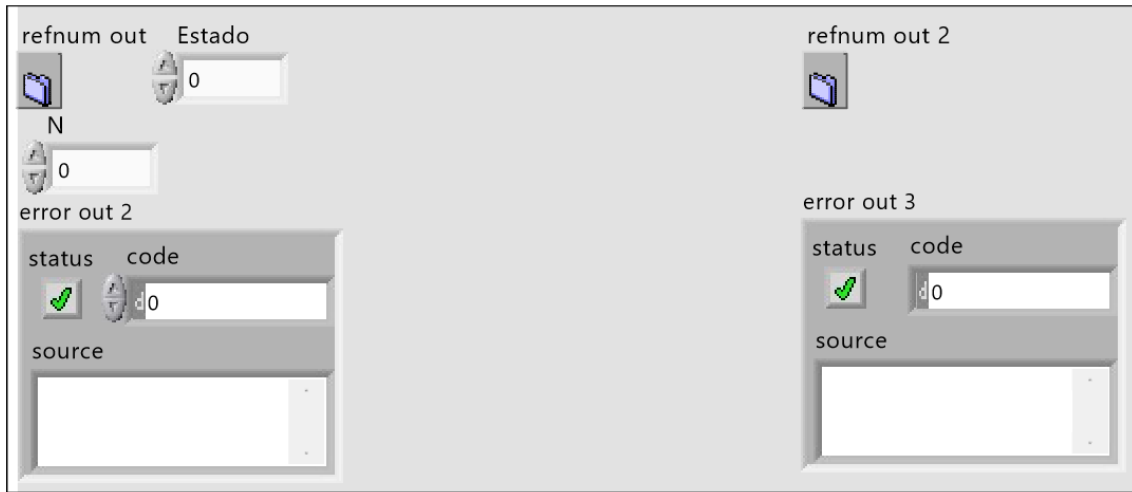 refnum out
Estado
0
N
0
error out 2
status
code
d0
source
refnum out 2
error out 3
status
code
d0
source